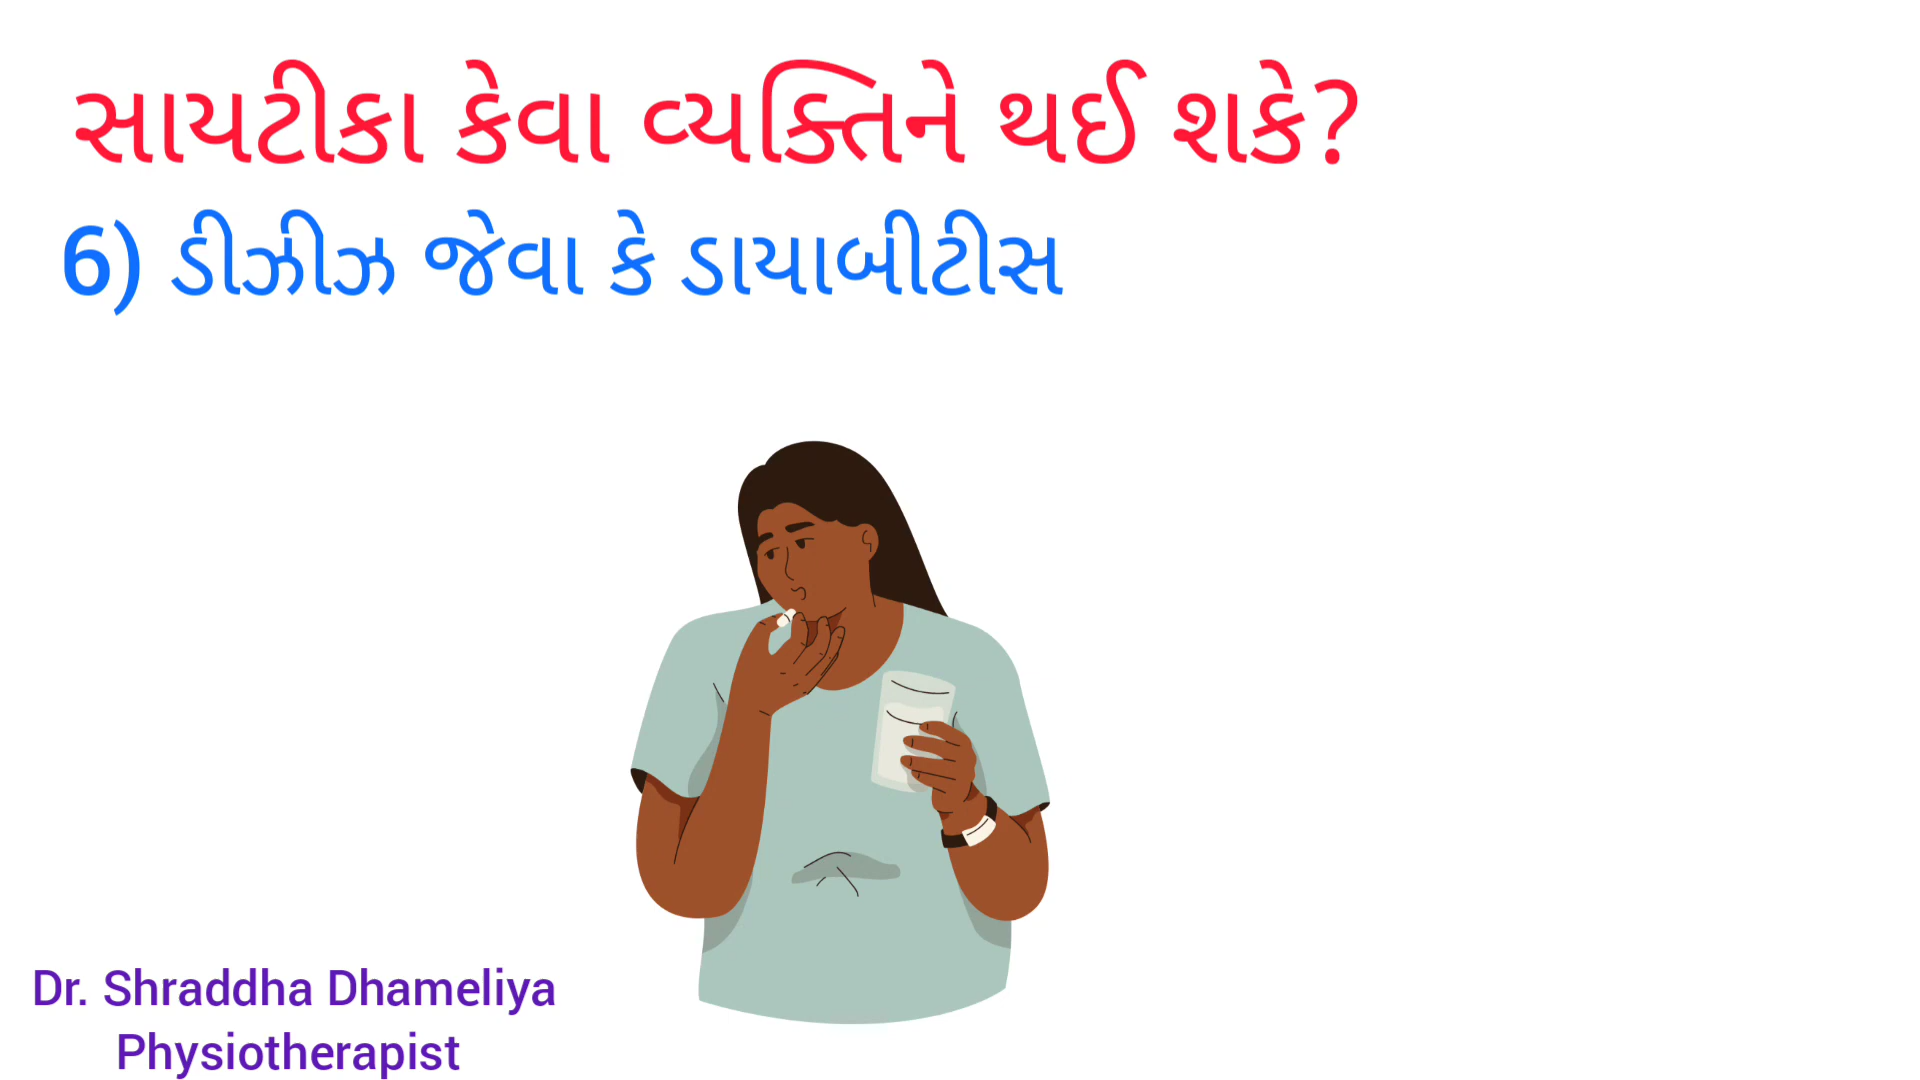 સાયટીકા કેવા વ્યક્તિને થઈ શકે?
6) ડીઝીઝ જેવા કે ડાયાબીટીસ
Dr. Shraddha Dhameliya
Physiotherapist